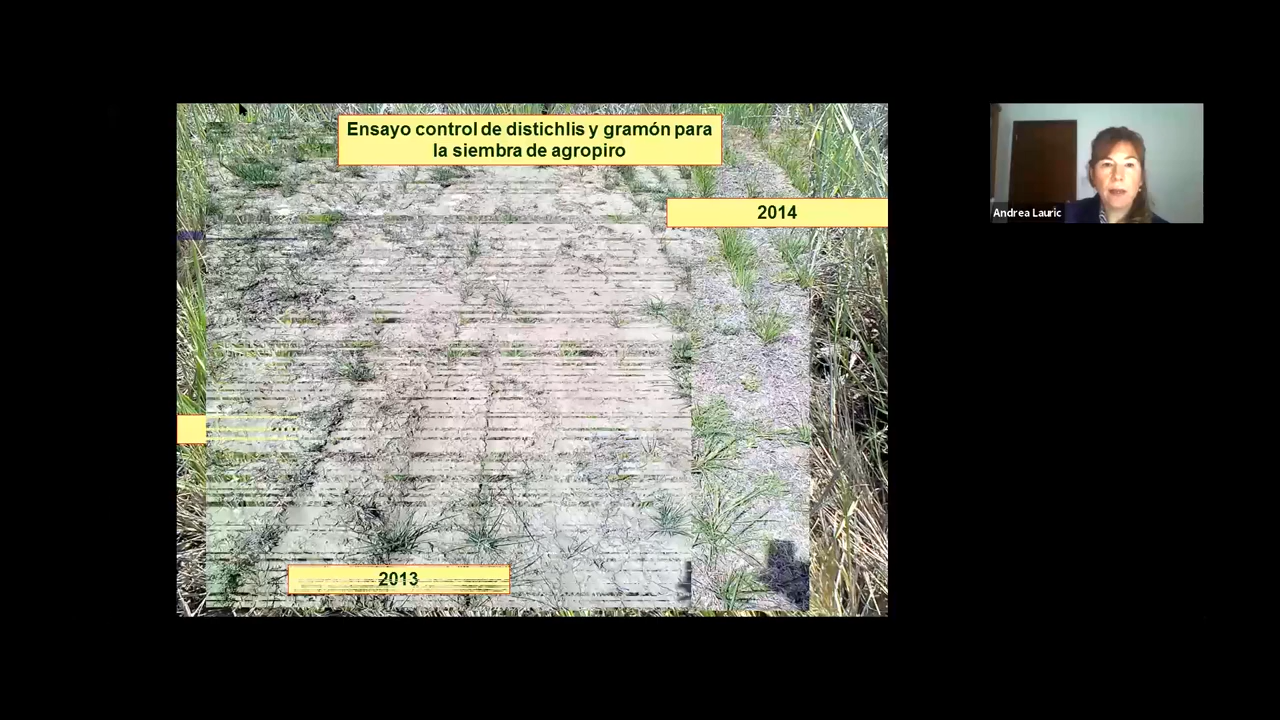 Ensayo control de distichlis y gramón para
la siembra de agropiro
2014
Andrea Lauric
2013